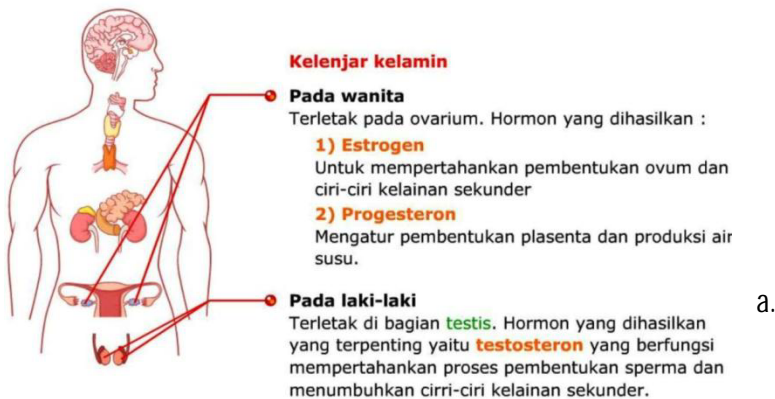 Kelenjar kelamin
Pada wanita
Terletak pada ovarium. Hormon yang dihasilkan :
1) Estrogen
Untuk mempertahankan pembentukan ovum dan
ciri-ciri kelainan sekunder
2) Progesteron
Mengatur pembentukan plasenta dan produksi air
susu.
Pada laki-laki
Terletak di bagian testis. Hormon yang dihasilkan
yang terpenting yaitu testosteron yang berfungsi
mempertahankan proses pembentukan sperma dan
menumbuhkan cirri-ciri kelainan sekunder.
a.